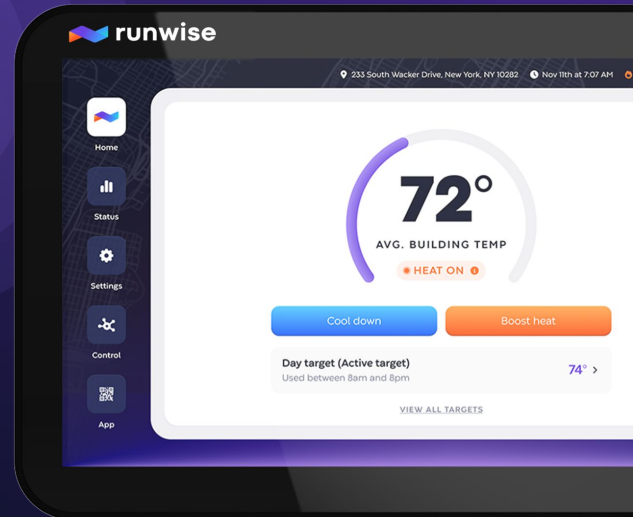 runwise
233 South Wacker Drive, New York, NY 10282 Nov 11th at 7:07 AM
Home
Status
Settings
Control
App
72°
AVG. BUILDING TEMP
HEAT ON
Cool down Boost heat
Day target (Active target)
Used between 8am and 8pm
74° >
VIEW ALL TARGETS